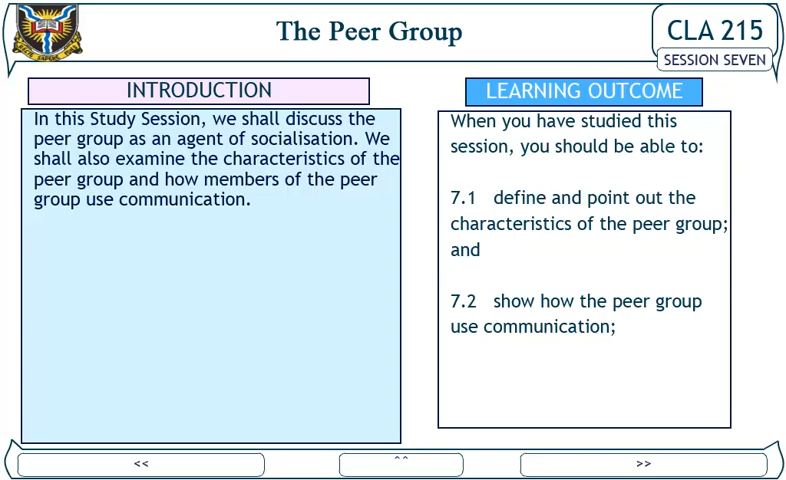 The Peer Group
CLA 215
SESSION SEVEN
INTRODUCTION
In this Study Session, we shall discuss the
peer group as an agent of socialisation. We
shall also examine the characteristics of the
peer group and how members of the peer
group use communication.
LEARNING OUTCOME
When you have studied this
session, you should be able to:
7.1 define and point out the
characteristics of the peer group;
and
7.2 show how the peer group
use communication;
<<
^^
>>